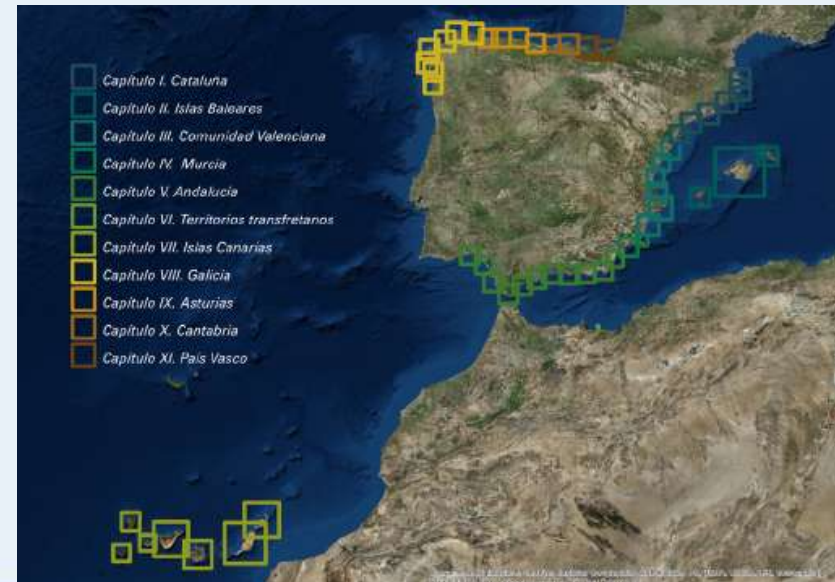 Capítulo I. Cataluña
Capítulo II. Islas Baleares
Capítulo III. Comunidad Valenciana
Capítulo IV. Murcia
Capítulo V. Andalucía
Capítulo VI. Territorios transfretanos
Capítulo VII. Islas Canarias
Capítulo VIII. Galicia
Capítulo IX. Asturias
Capítulo X. Cantabria
Capítulo XI. País Vasco